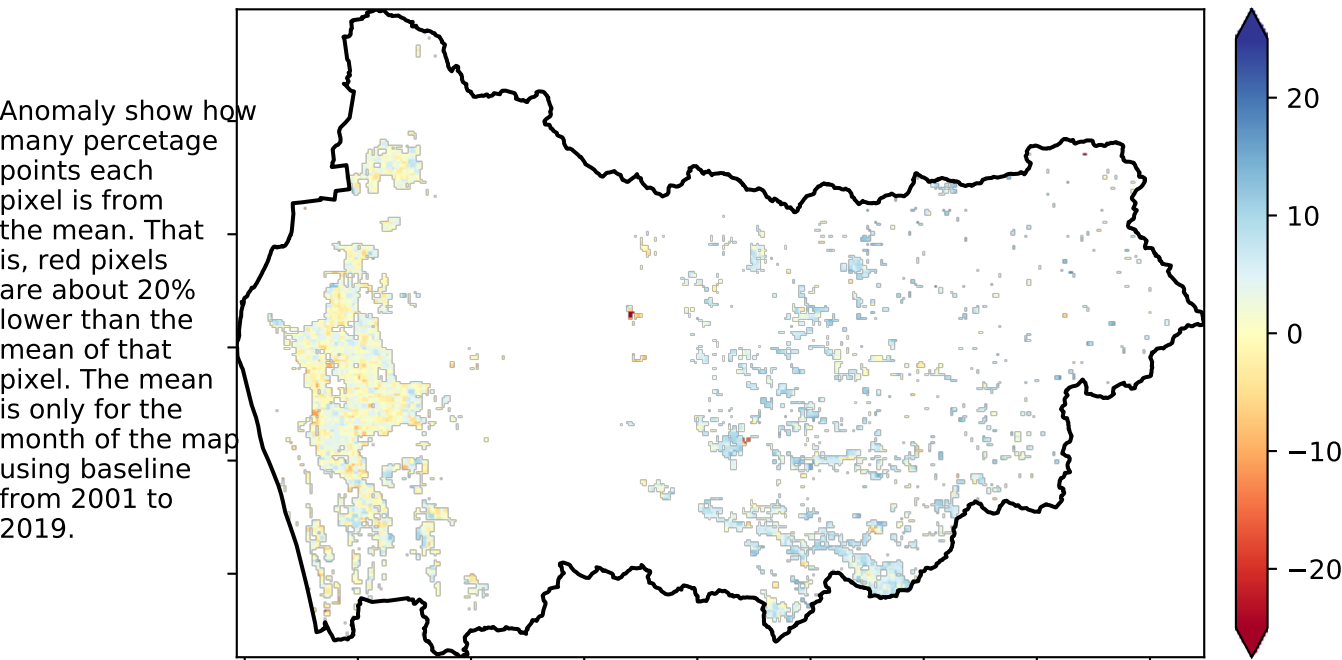 Anomaly show how
many percetage
points each
pixel is from
the mean. That
is, red pixels
are about 20%
lower than the
mean of that
pixel. The mean
is only for the
month of the map
using baseline
from 2001 to
2019.
20
10
0
−10
−20